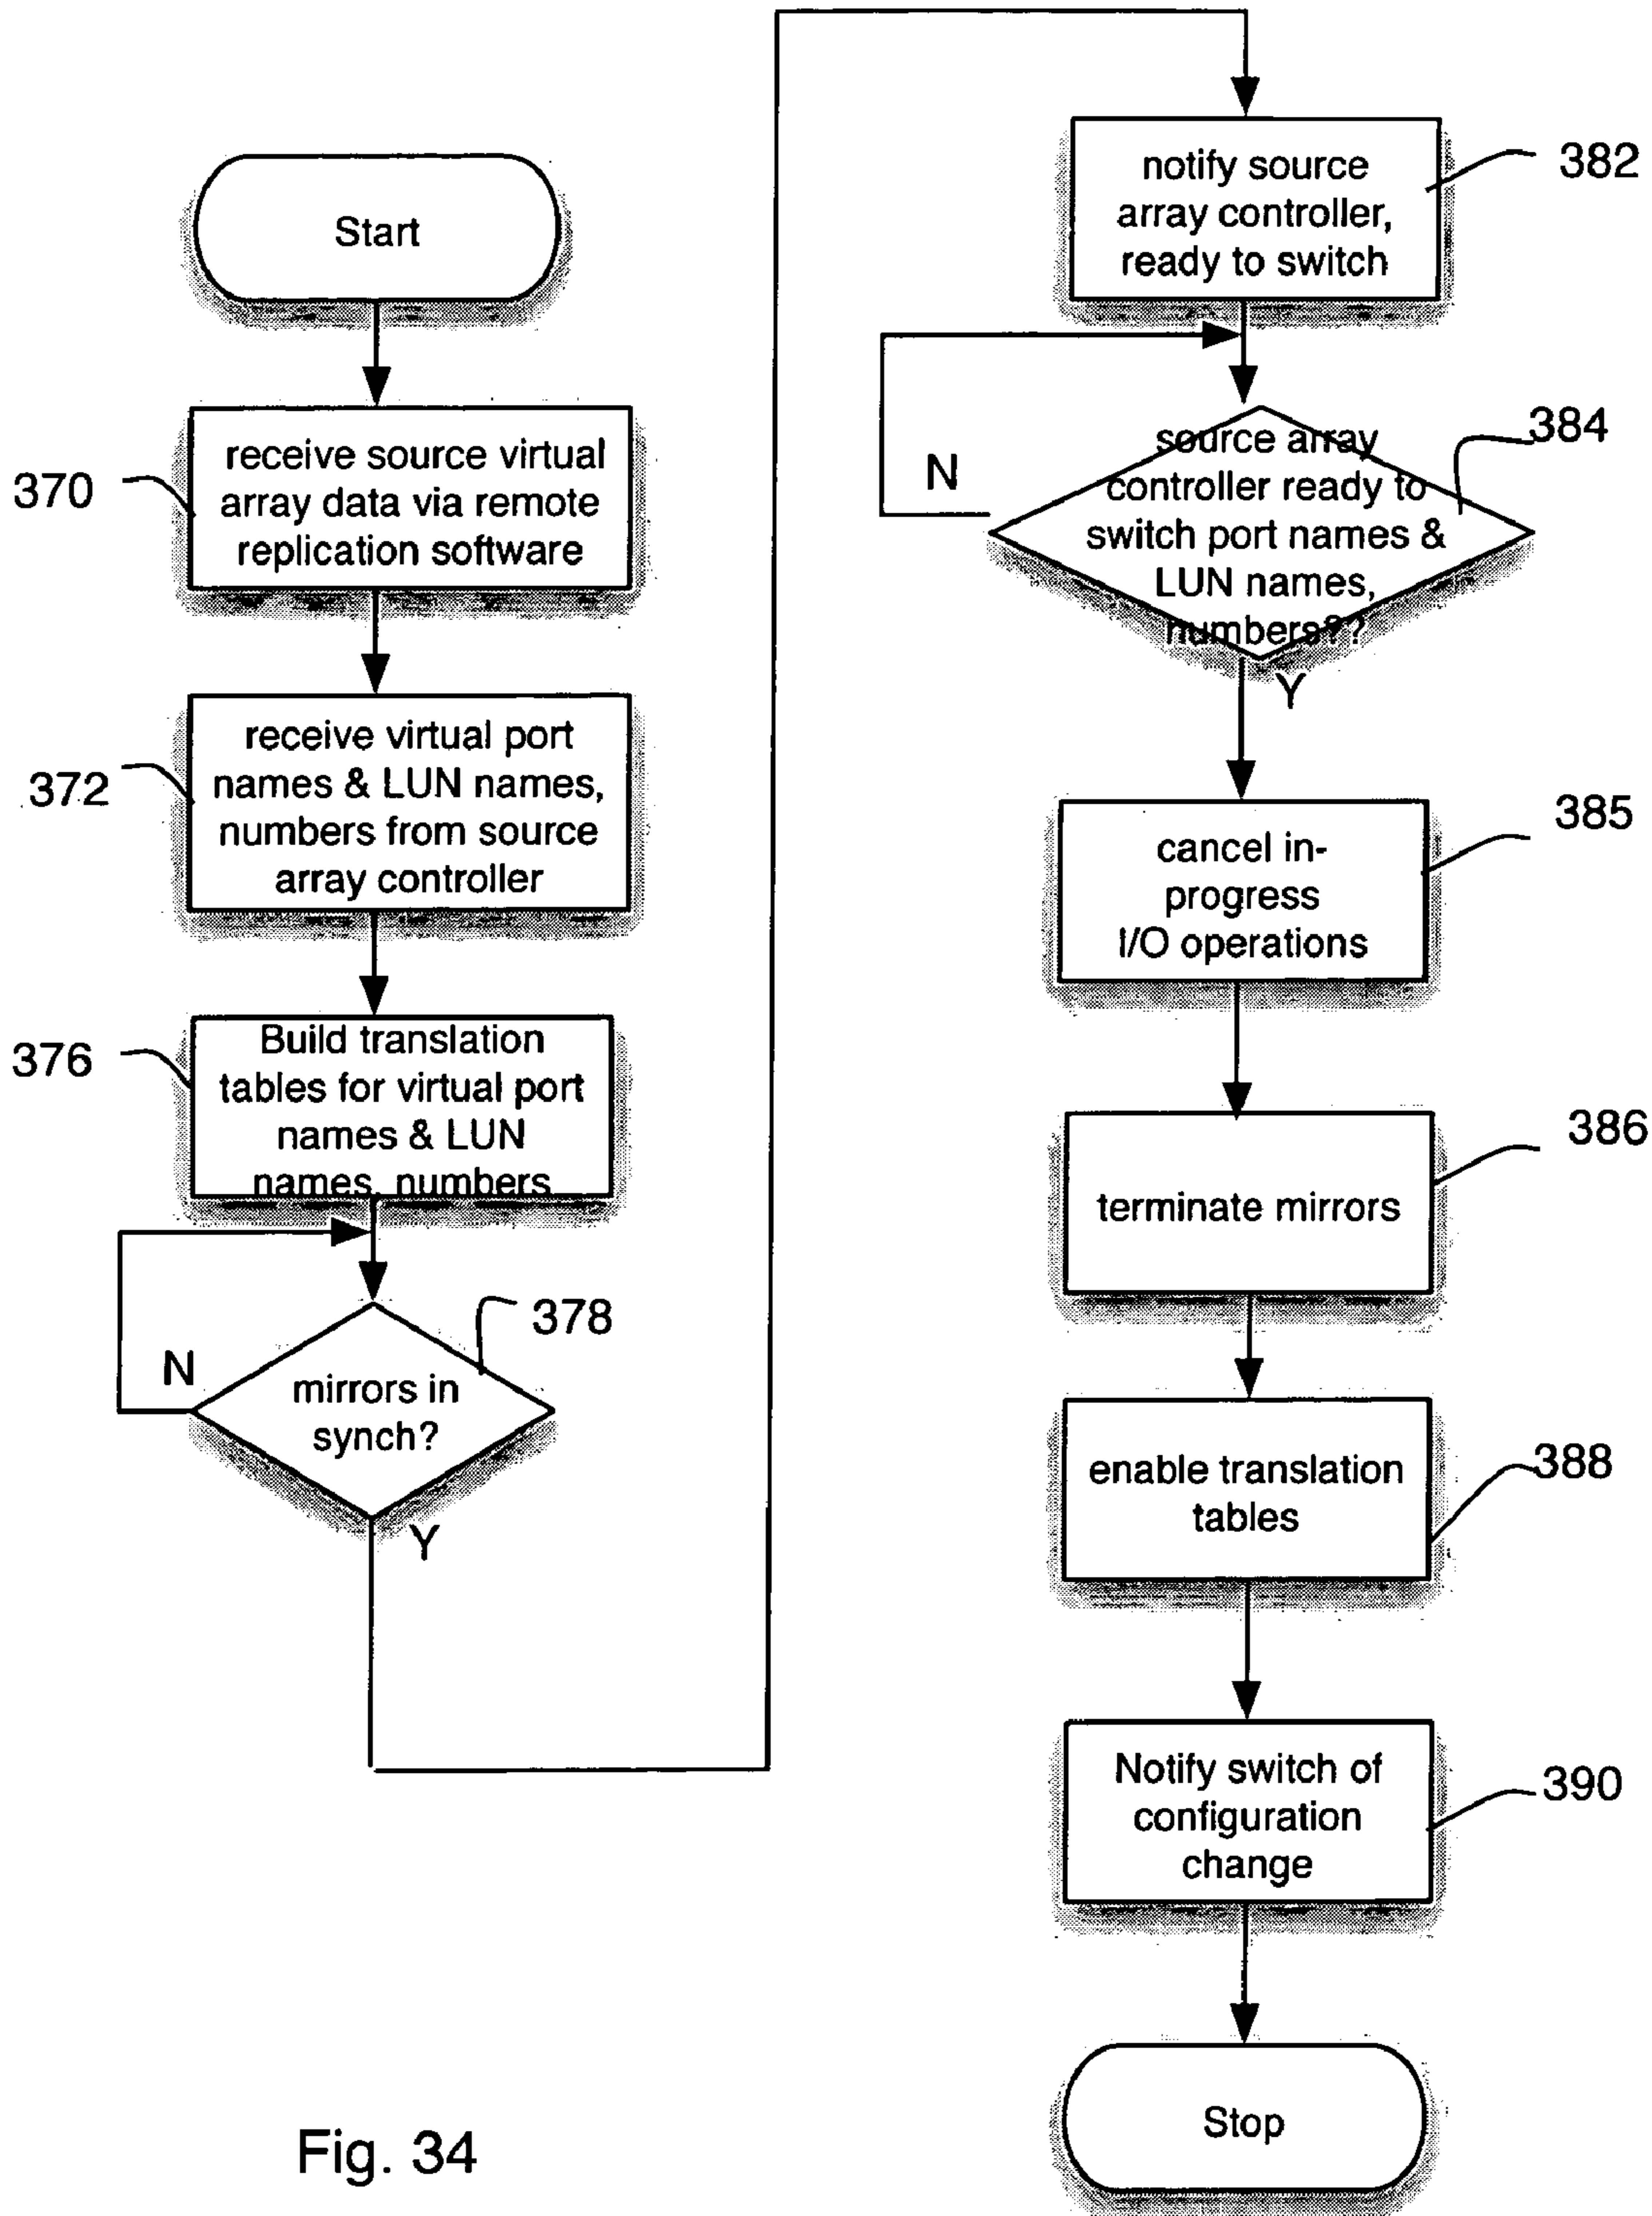 Start
370
receive source virtual
array data via remote
replication software
372
receive virtual port
names & LUN names,
numbers from source
array controller
376
Build translation
tables for virtual port
names & LUN
names, numbers
378
N
mirrors in
synch?
Y
382
notify source
array controller,
ready to switch
384
N
source array
controller ready to
switch port names &
LUN names,
numbers??
Y
385
cancel in-
progress
I/O operations
386
terminate mirrors
388
enable translation
tables
390
Notify switch of
configuration
change
Stop
Fig. 34